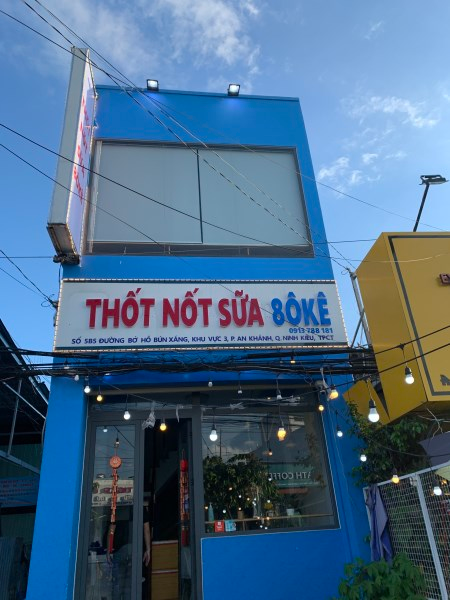 THỐT NỐT SỮA 8ÔKÊ
0913 788 181
SỐ 5B5 ĐƯỜNG BỜ HỒ BÚN XÁNG, KHU VỰC 3, P. AN KHÁNH, Q. NINH KIỀU, TPCT